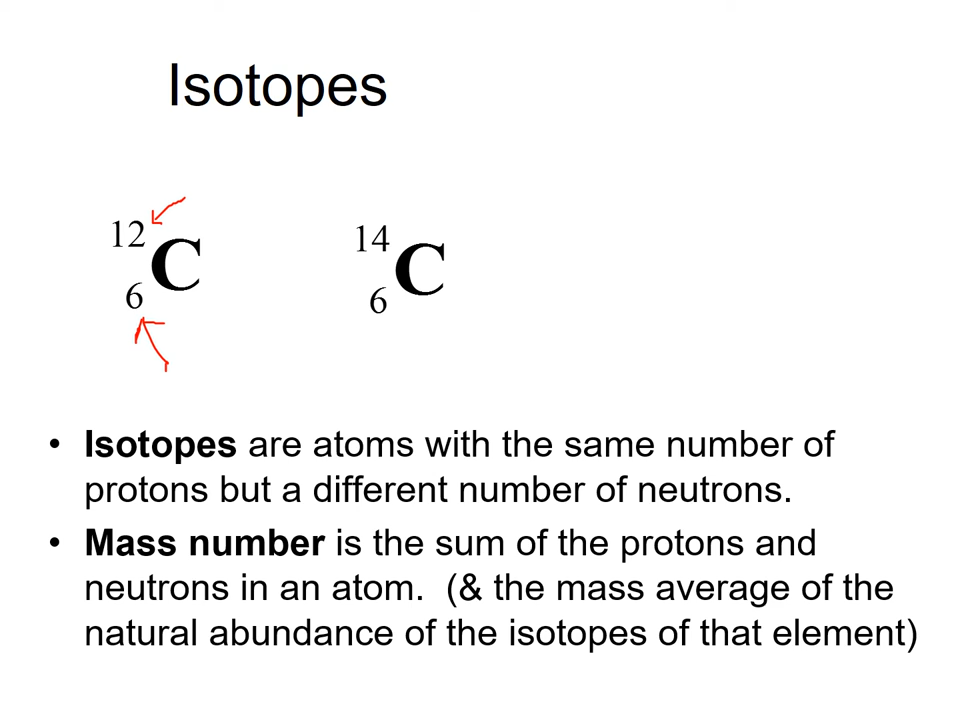 Isotopes
12
C
6
14
C
6
• Isotopes are atoms with the same number of
protons but a different number of neutrons.
• Mass number is the sum of the protons and
neutrons in an atom.  (& the mass average of the
natural abundance of the isotopes of that element)